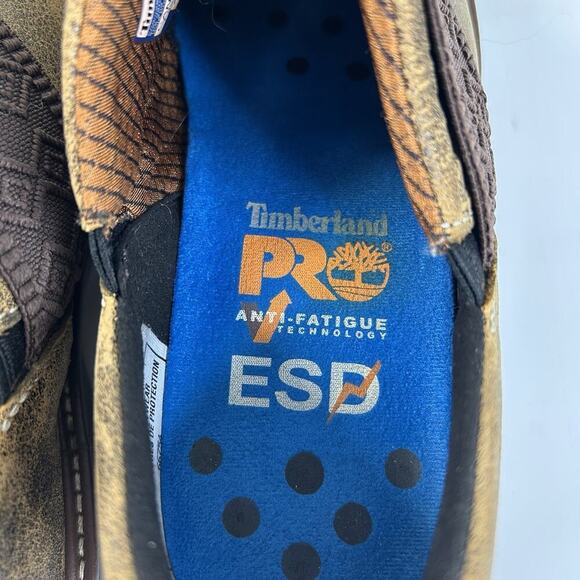 Timberland
PRO®
ANTI-FATIGUE
TECHNOLOGY
ESD